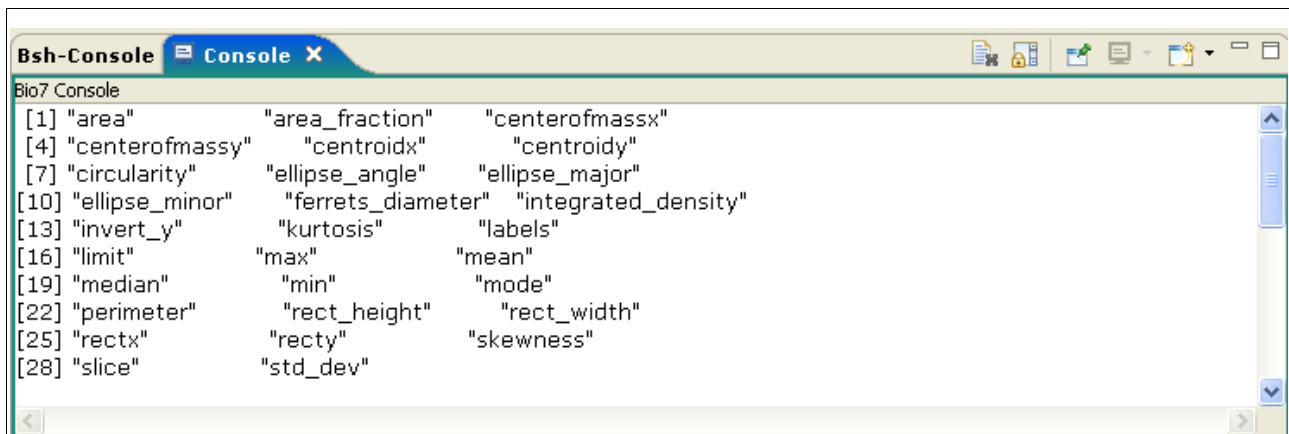 Bsh-Console Console
Bio7 Console
[1] "area" "area_fraction" "centerofmassx"
[4] "centerofmassy" "centroidx" "centroidy"
[7] "circularity" "ellipse_angle" "ellipse_major"
[10] "ellipse_minor" "ferrets_diameter" "integrated_density"
[13] "invert_y" "kurtosis" "labels"
[16] "limit" "max" "mean"
[19] "median" "min" "mode"
[22] "perimeter" "rect_height" "rect_width"
[25] "rectx" "recty" "skewness"
[28] "slice" "std_dev"